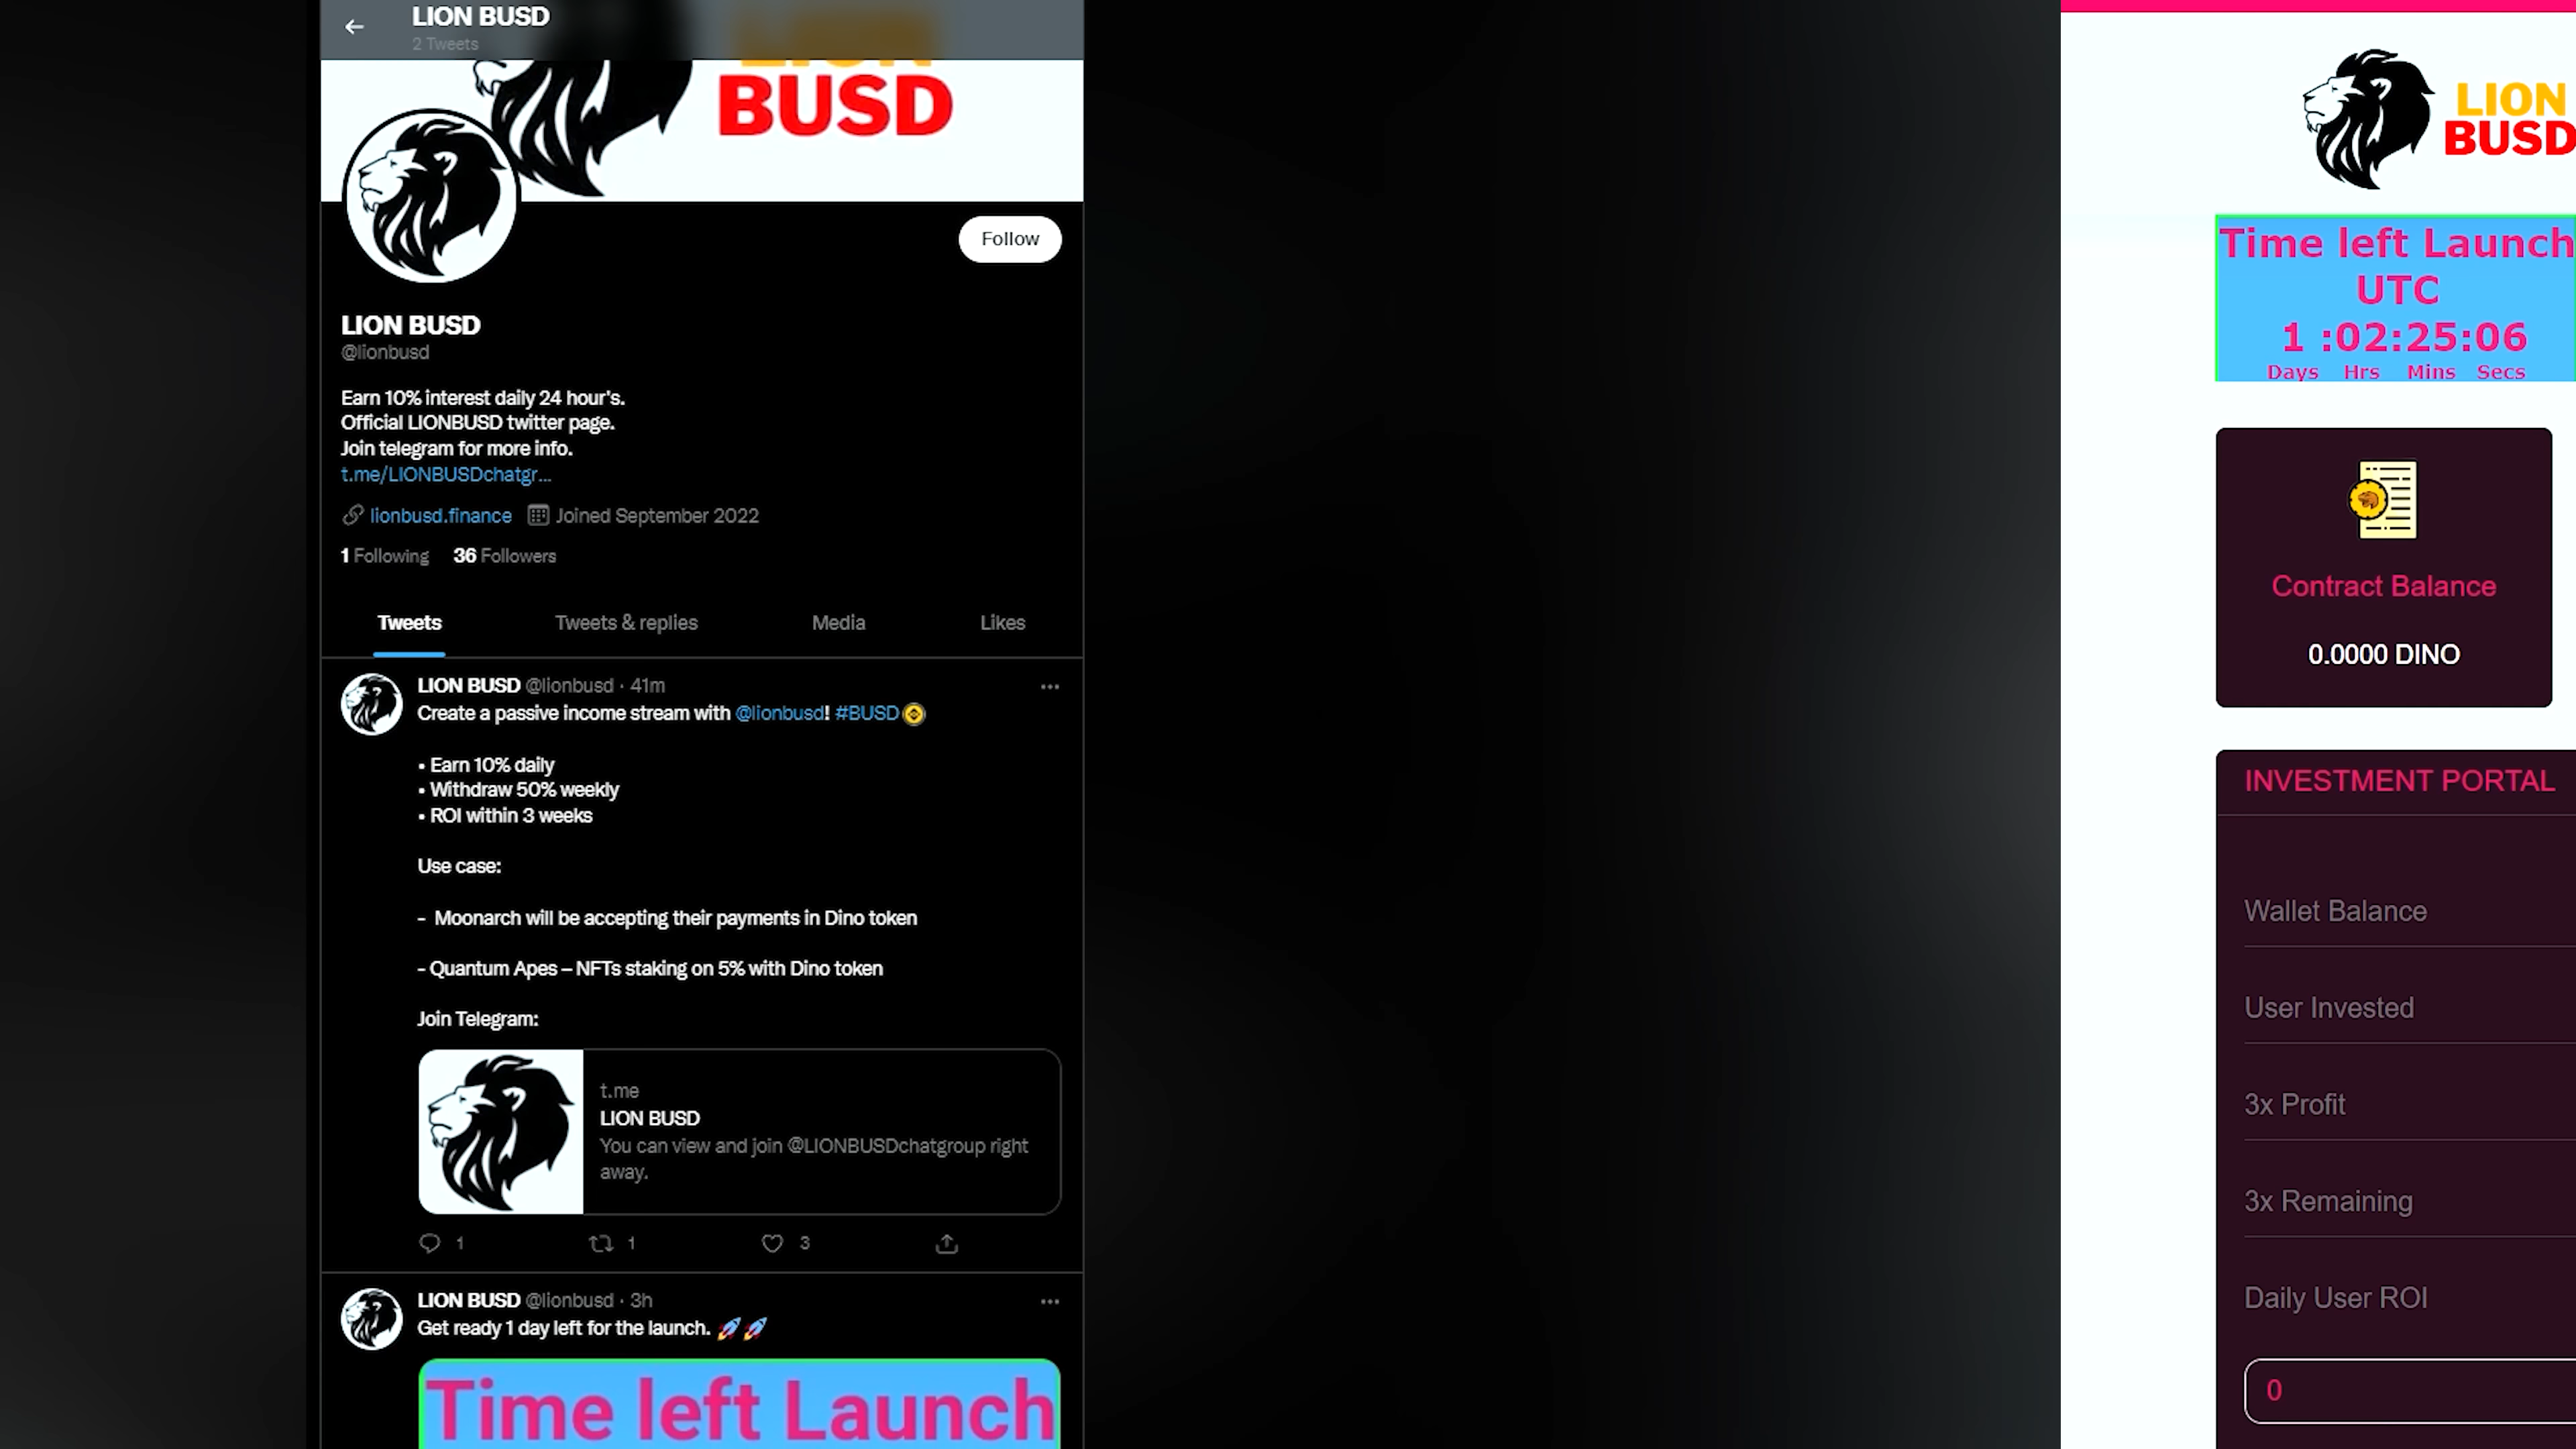 LION BUSD
2 Tweets
LION
BUSD
Follow
LION BUSD
@lionbusd
Earn 10% interest daily 24 hour's.
Official LIONBUSD twitter page.
Join telegram for more info.
t.me/LIONBUSDchatgr...
lionbusd.finance Joined September 2022
1 Following 36 Followers
Tweets Tweets & replies Media Likes
LION BUSD @lionbusd · 41m
Create a passive income stream with @lionbusd! #BUSD
• Earn 10% daily
• Withdraw 50% weekly
• ROI within 3 weeks
Use case:
- Moonarch will be accepting their payments in Dino token
- Quantum Apes – NFTs staking on 5% with Dino token
Join Telegram:
t.me
LION BUSD
You can view and join @LIONBUSDchatgroup right
away.
1 1 3
LION BUSD @lionbusd · 3h
Get ready 1 day left for the launch.
Time left Launch
LION
BUSD
Time left Launch
UTC
1 :02:25:06
Days Hrs Mins Secs
Contract Balance
0.0000 DINO
INVESTMENT PORTAL
Wallet Balance
User Invested
3x Profit
3x Remaining
Daily User ROI
0